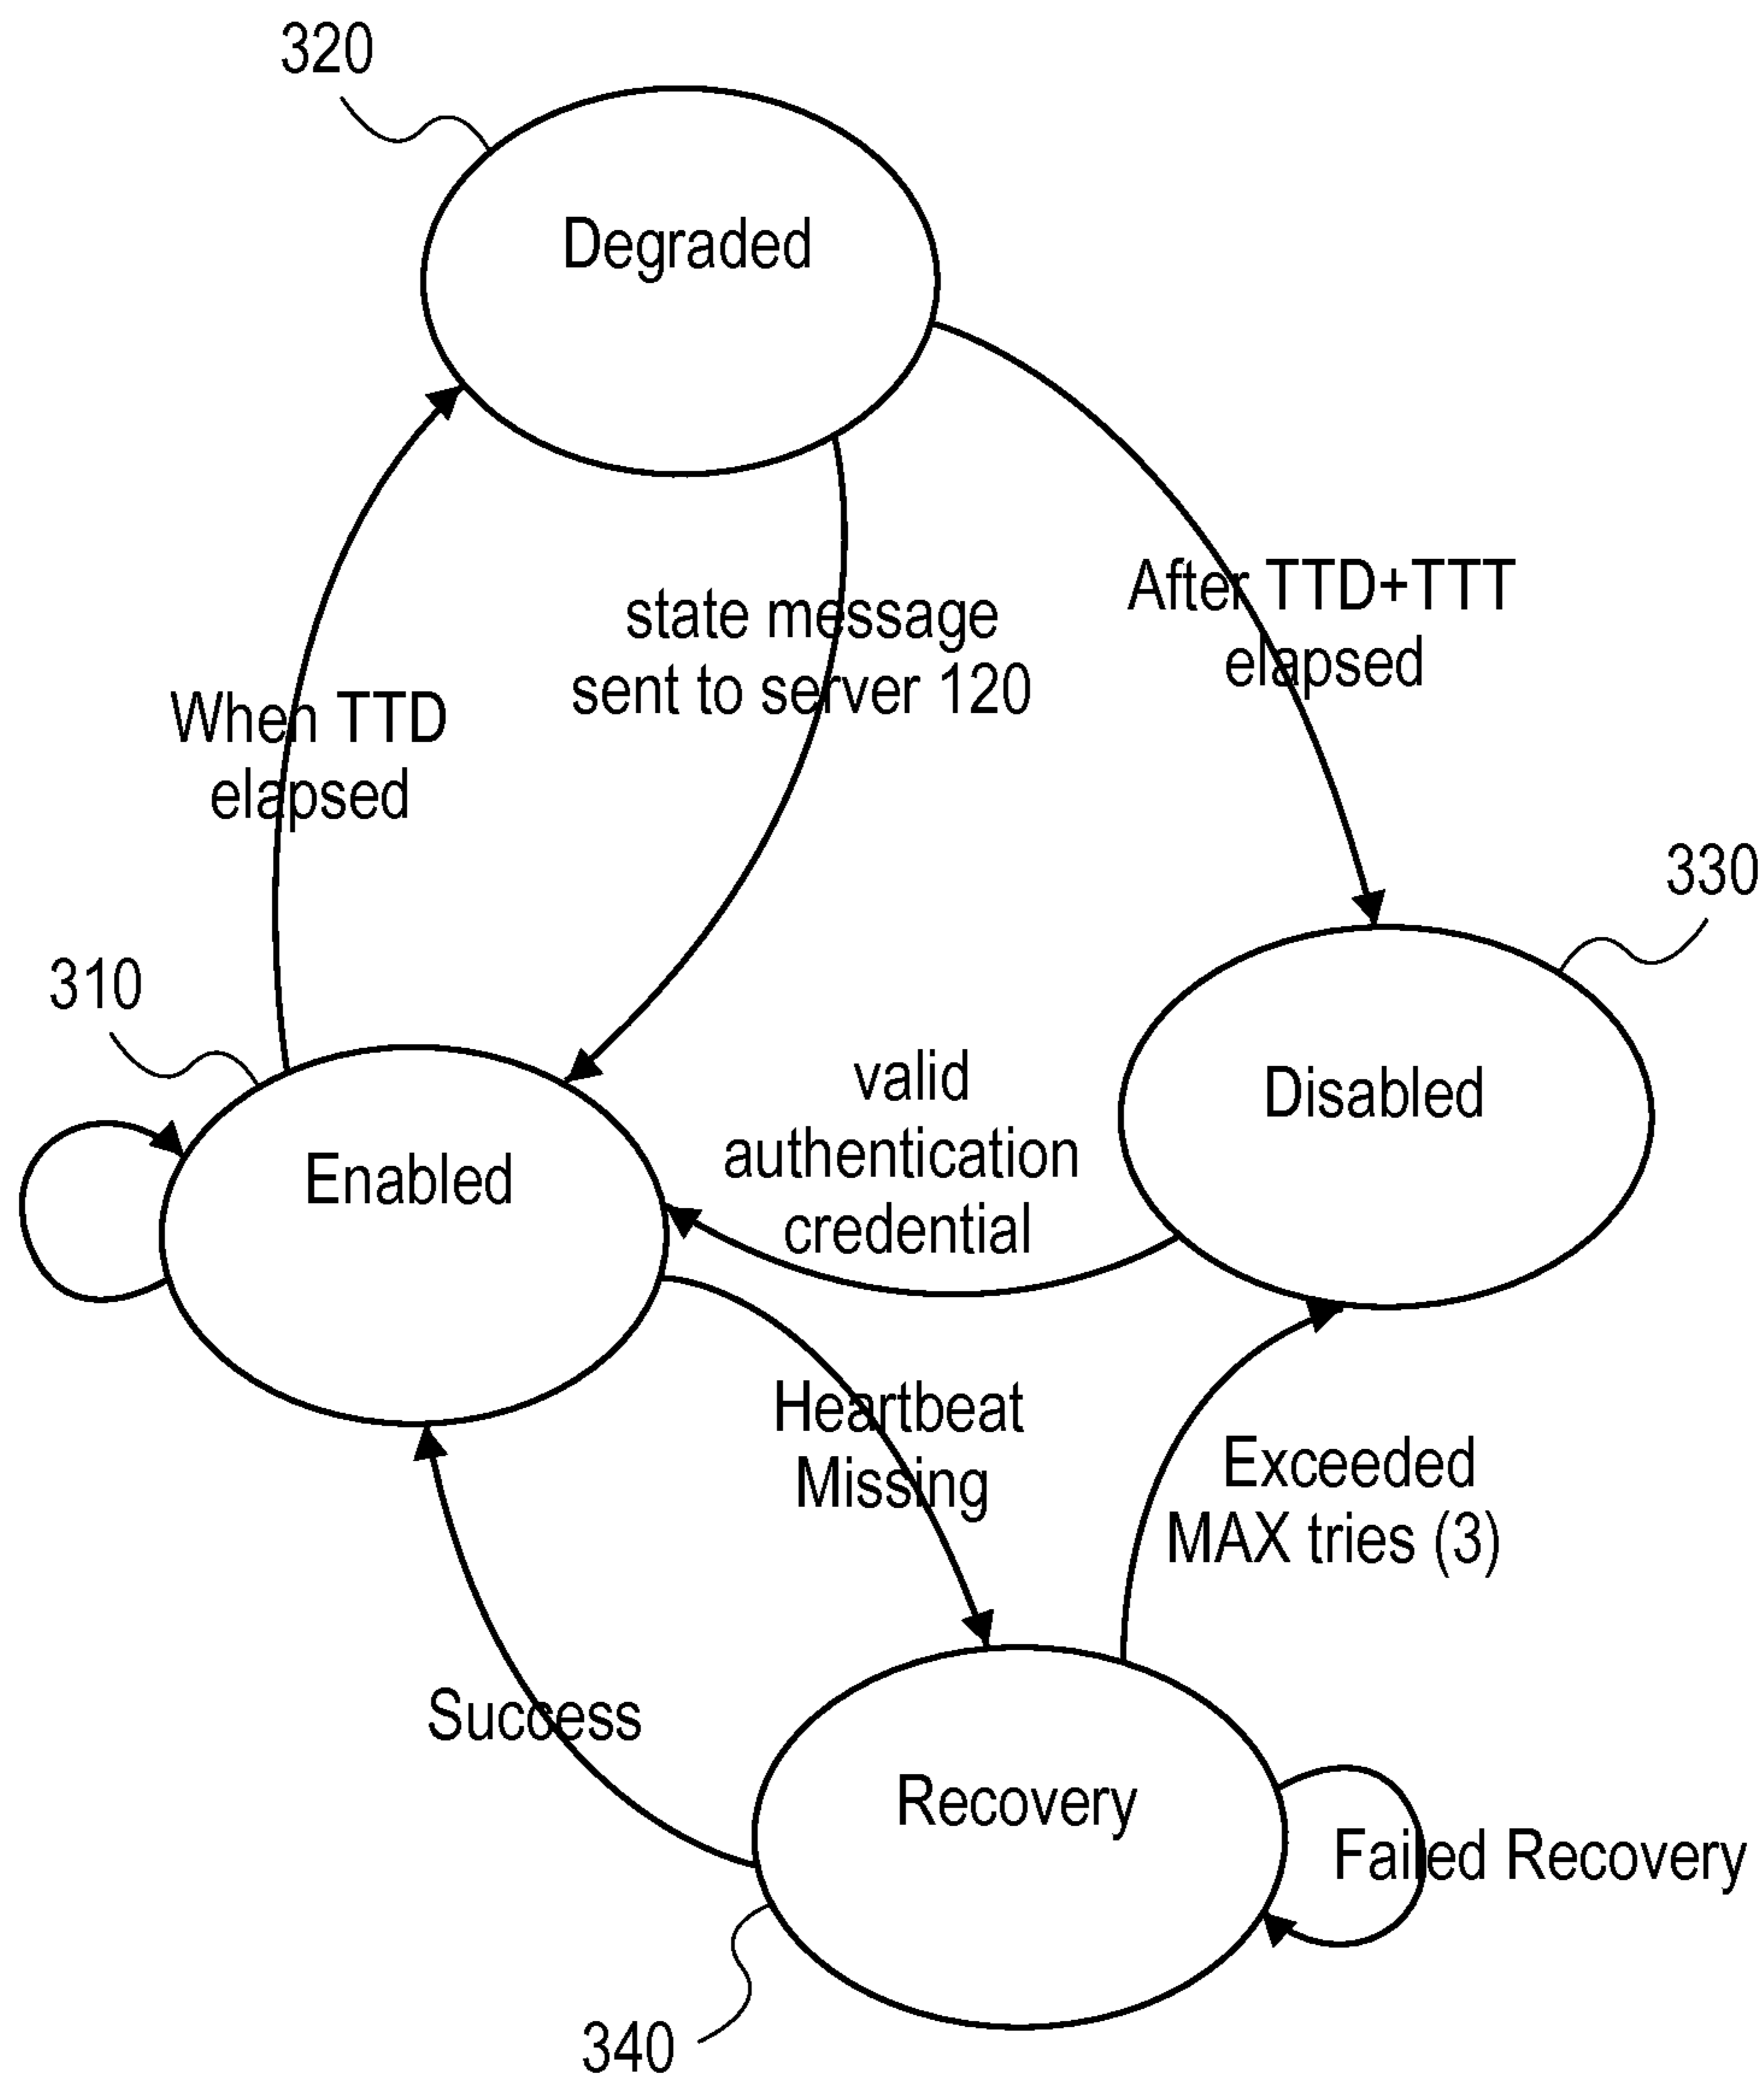 320
Degraded
After TTD+TTT
elapsed
state message
sent to server 120
When TTD
elapsed
330
310
valid
authentication
credential
Disabled
Enabled
Heartbeat
Missing
Exceeded
MAX tries (3)
Success
Recovery
Failed Recovery
340